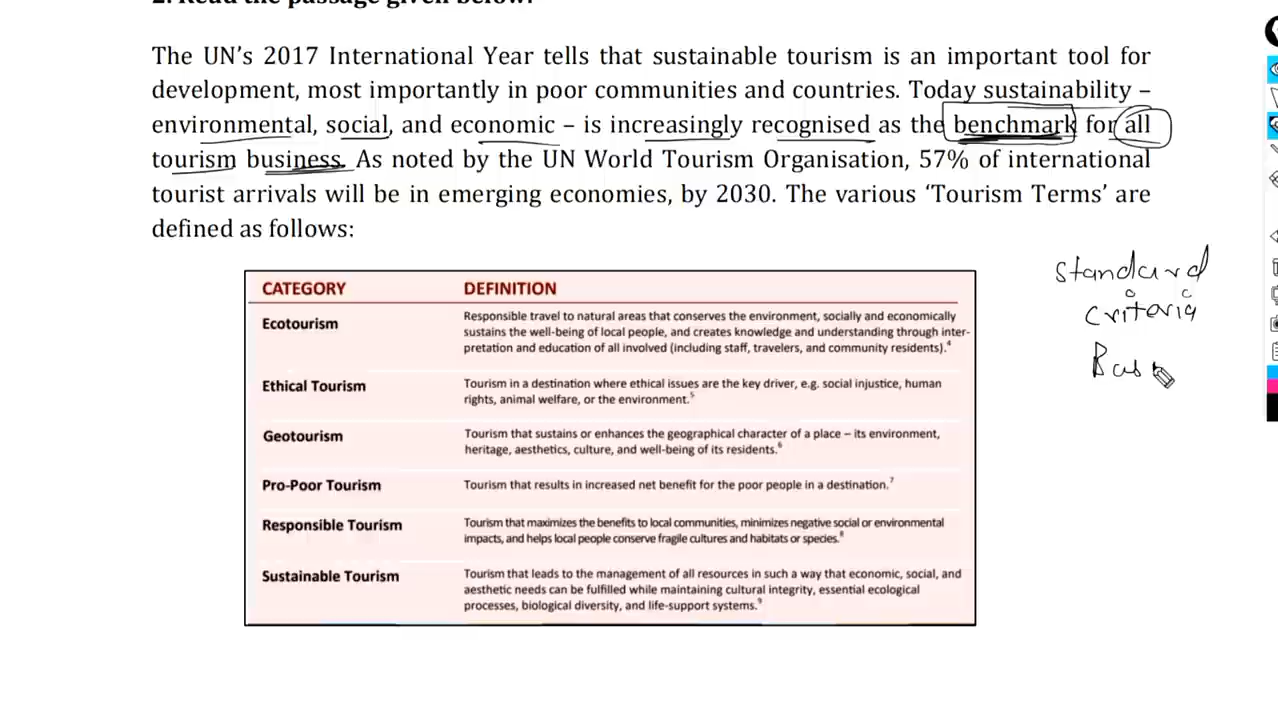 2. Read the passage given below:
The UN's 2017 International Year tells that sustainable tourism is an important tool for
development, most importantly in poor communities and countries. Today sustainability –
environmental, social, and economic – is increasingly recognised as the benchmark for all
tourism business. As noted by the UN World Tourism Organisation, 57% of international
tourist arrivals will be in emerging economies, by 2030. The various 'Tourism Terms' are
defined as follows:
CATEGORY DEFINITION
Ecotourism Responsible travel to natural areas that conserves the environment, socially and economically
sustains the well-being of local people, and creates knowledge and understanding through inter-
pretation and education of all involved (including staff, travelers, and community residents).4
Ethical Tourism Tourism in a destination where ethical issues are the key driver, e.g. social injustice, human
rights, animal welfare, or the environment.5
Geotourism Tourism that sustains or enhances the geographical character of a place – its environment,
heritage, aesthetics, culture, and well-being of its residents.6
Pro-Poor Tourism Tourism that results in increased net benefit for the poor people in a destination.7
Responsible Tourism Tourism that maximizes the benefits to local communities, minimizes negative social or environmental
impacts, and helps local people conserve fragile cultures and habitats or species.8
Sustainable Tourism Tourism that leads to the management of all resources in such a way that economic, social, and
aesthetic needs can be fulfilled while maintaining cultural integrity, essential ecological
processes, biological diversity, and life-support systems.9
Standard
Criteria
Bas